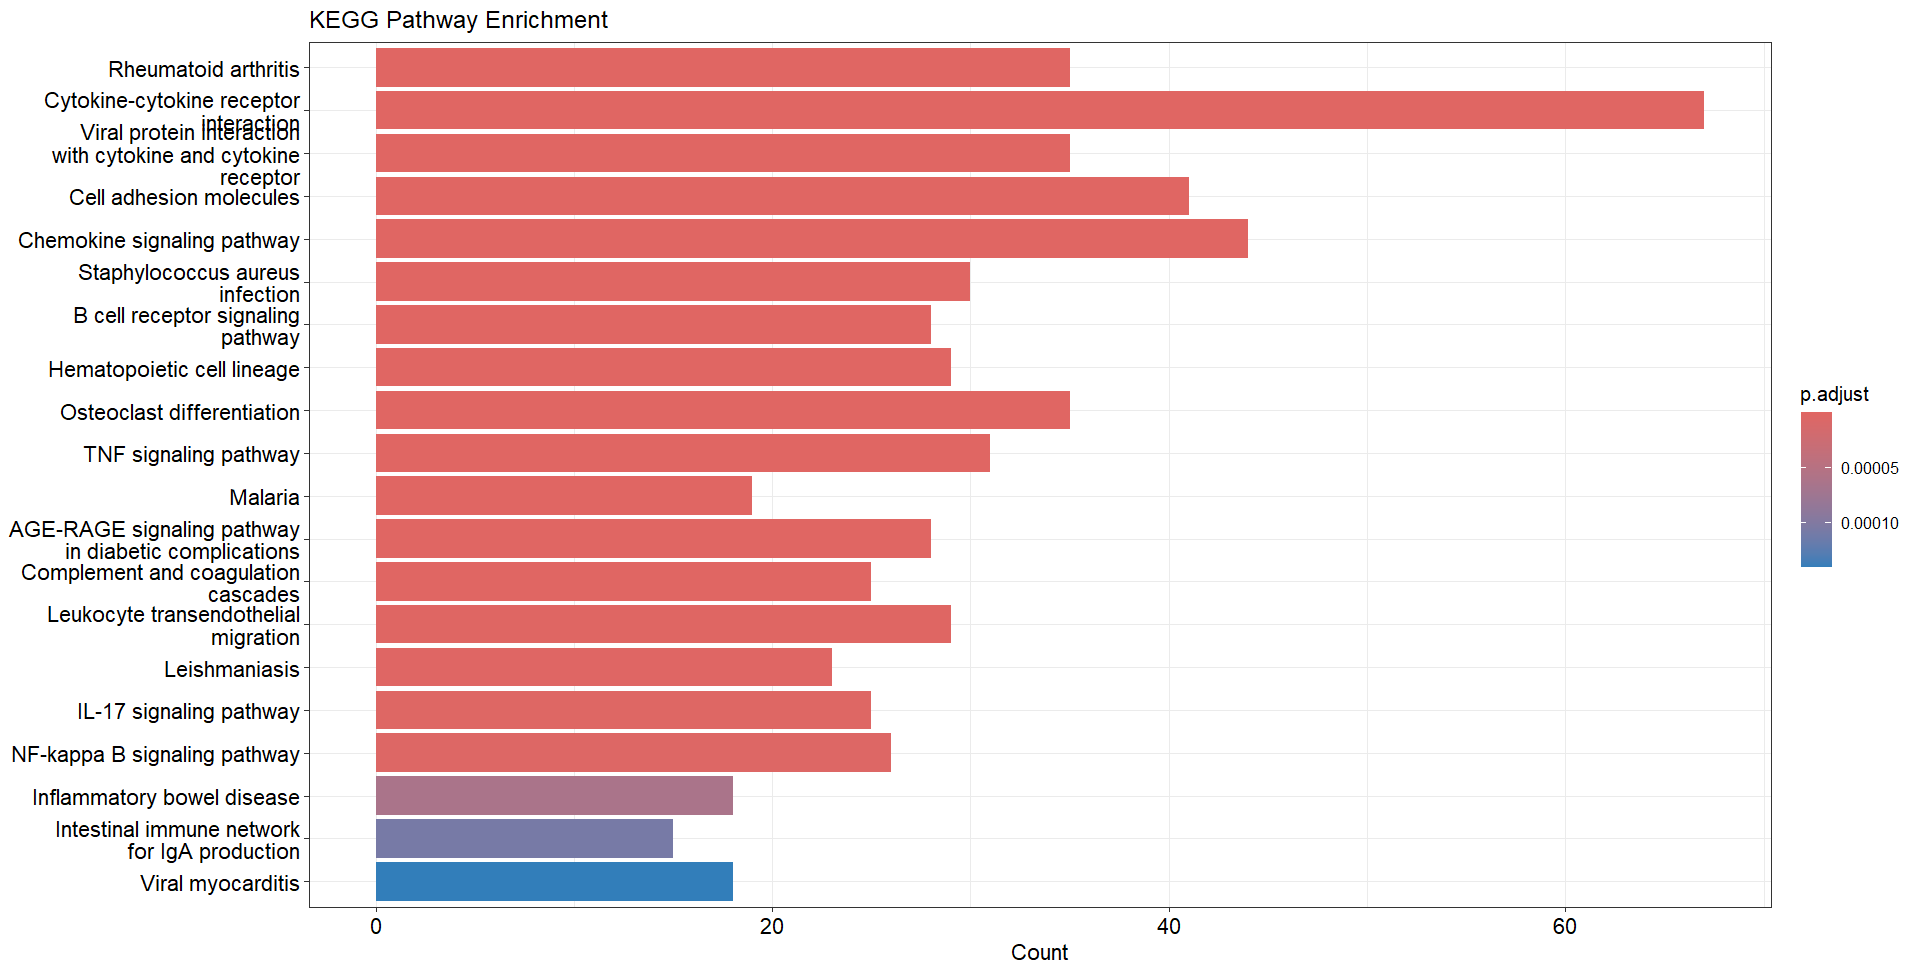 KEGG Pathway Enrichment
Rheumatoid arthritis
Cytokine-cytokine receptor
interaction
Viral protein interaction
with cytokine and cytokine
receptor
Cell adhesion molecules
Chemokine signaling pathway
Staphylococcus aureus
infection
B cell receptor signaling
pathway
Hematopoietic cell lineage
Osteoclast differentiation
TNF signaling pathway
Malaria
AGE-RAGE signaling pathway
in diabetic complications
Complement and coagulation
cascades
Leukocyte transendothelial
migration
Leishmaniasis
IL-17 signaling pathway
NF-kappa B signaling pathway
Inflammatory bowel disease
Intestinal immune network
for IgA production
Viral myocarditis
0
20
40
60
Count
p.adjust
0.00005
0.00010